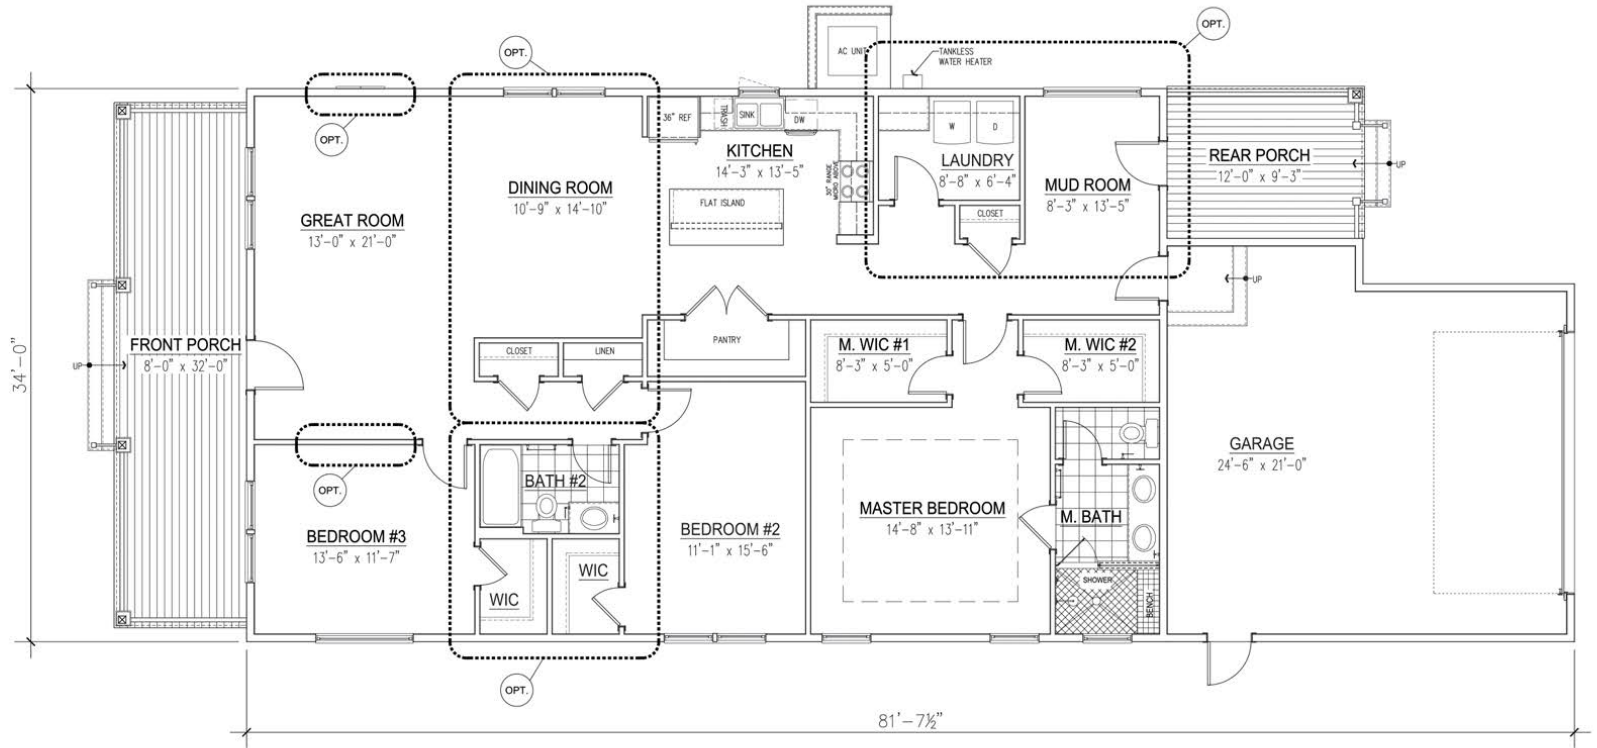 OPT.
OPT.
AC UNIT
TANKLESS
WATER HEATER
OPT.
36" REF
TRASH
SINK
DW
W
D
KITCHEN
14'-3" x 13'-5"
LAUNDRY
8'-8" x 6'-4"
REAR PORCH
12'-0" x 9'-3"
UP
30" RANGE
MICRO ABOVE
DINING ROOM
10'-9" x 14'-10"
MUD ROOM
8'-3" x 13'-5"
FLAT ISLAND
CLOSET
GREAT ROOM
13'-0" x 21'-0"
UP
FRONT PORCH
8'-0" x 32'-0"
UP
34'-0"
CLOSET
LINEN
PANTRY
M. WIC #1
8'-3" x 5'-0"
M. WIC #2
8'-3" x 5'-0"
GARAGE
24'-6" x 21'-0"
OPT.
BATH #2
MASTER BEDROOM
14'-8" x 13'-11"
M. BATH
BEDROOM #3
13'-6" x 11'-7"
BEDROOM #2
11'-1" x 15'-6"
WIC
WIC
SHOWER
BENCH
OPT.
81'-7½"